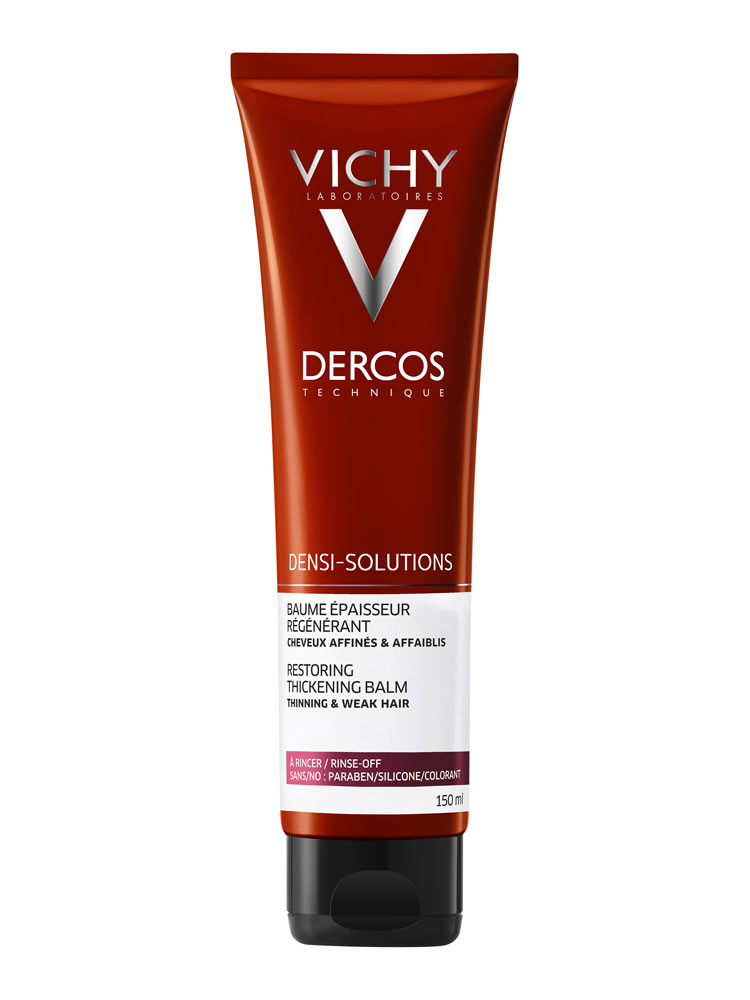 VICHY
LABORATOIRES
V
DERCOS
TECHNIQUE
DENSI-SOLUTIONS
BAUME ÉPAISSEUR
RÉGÉNÉRANT
CHEVEUX AFFINÉS & AFFAIBLIS
RESTORING
THICKENING BALM
THINNING & WEAK HAIR
À RINCER / RINSE-OFF
SANS/NO : PARABEN/SILICONE/COLORANT
150 ml